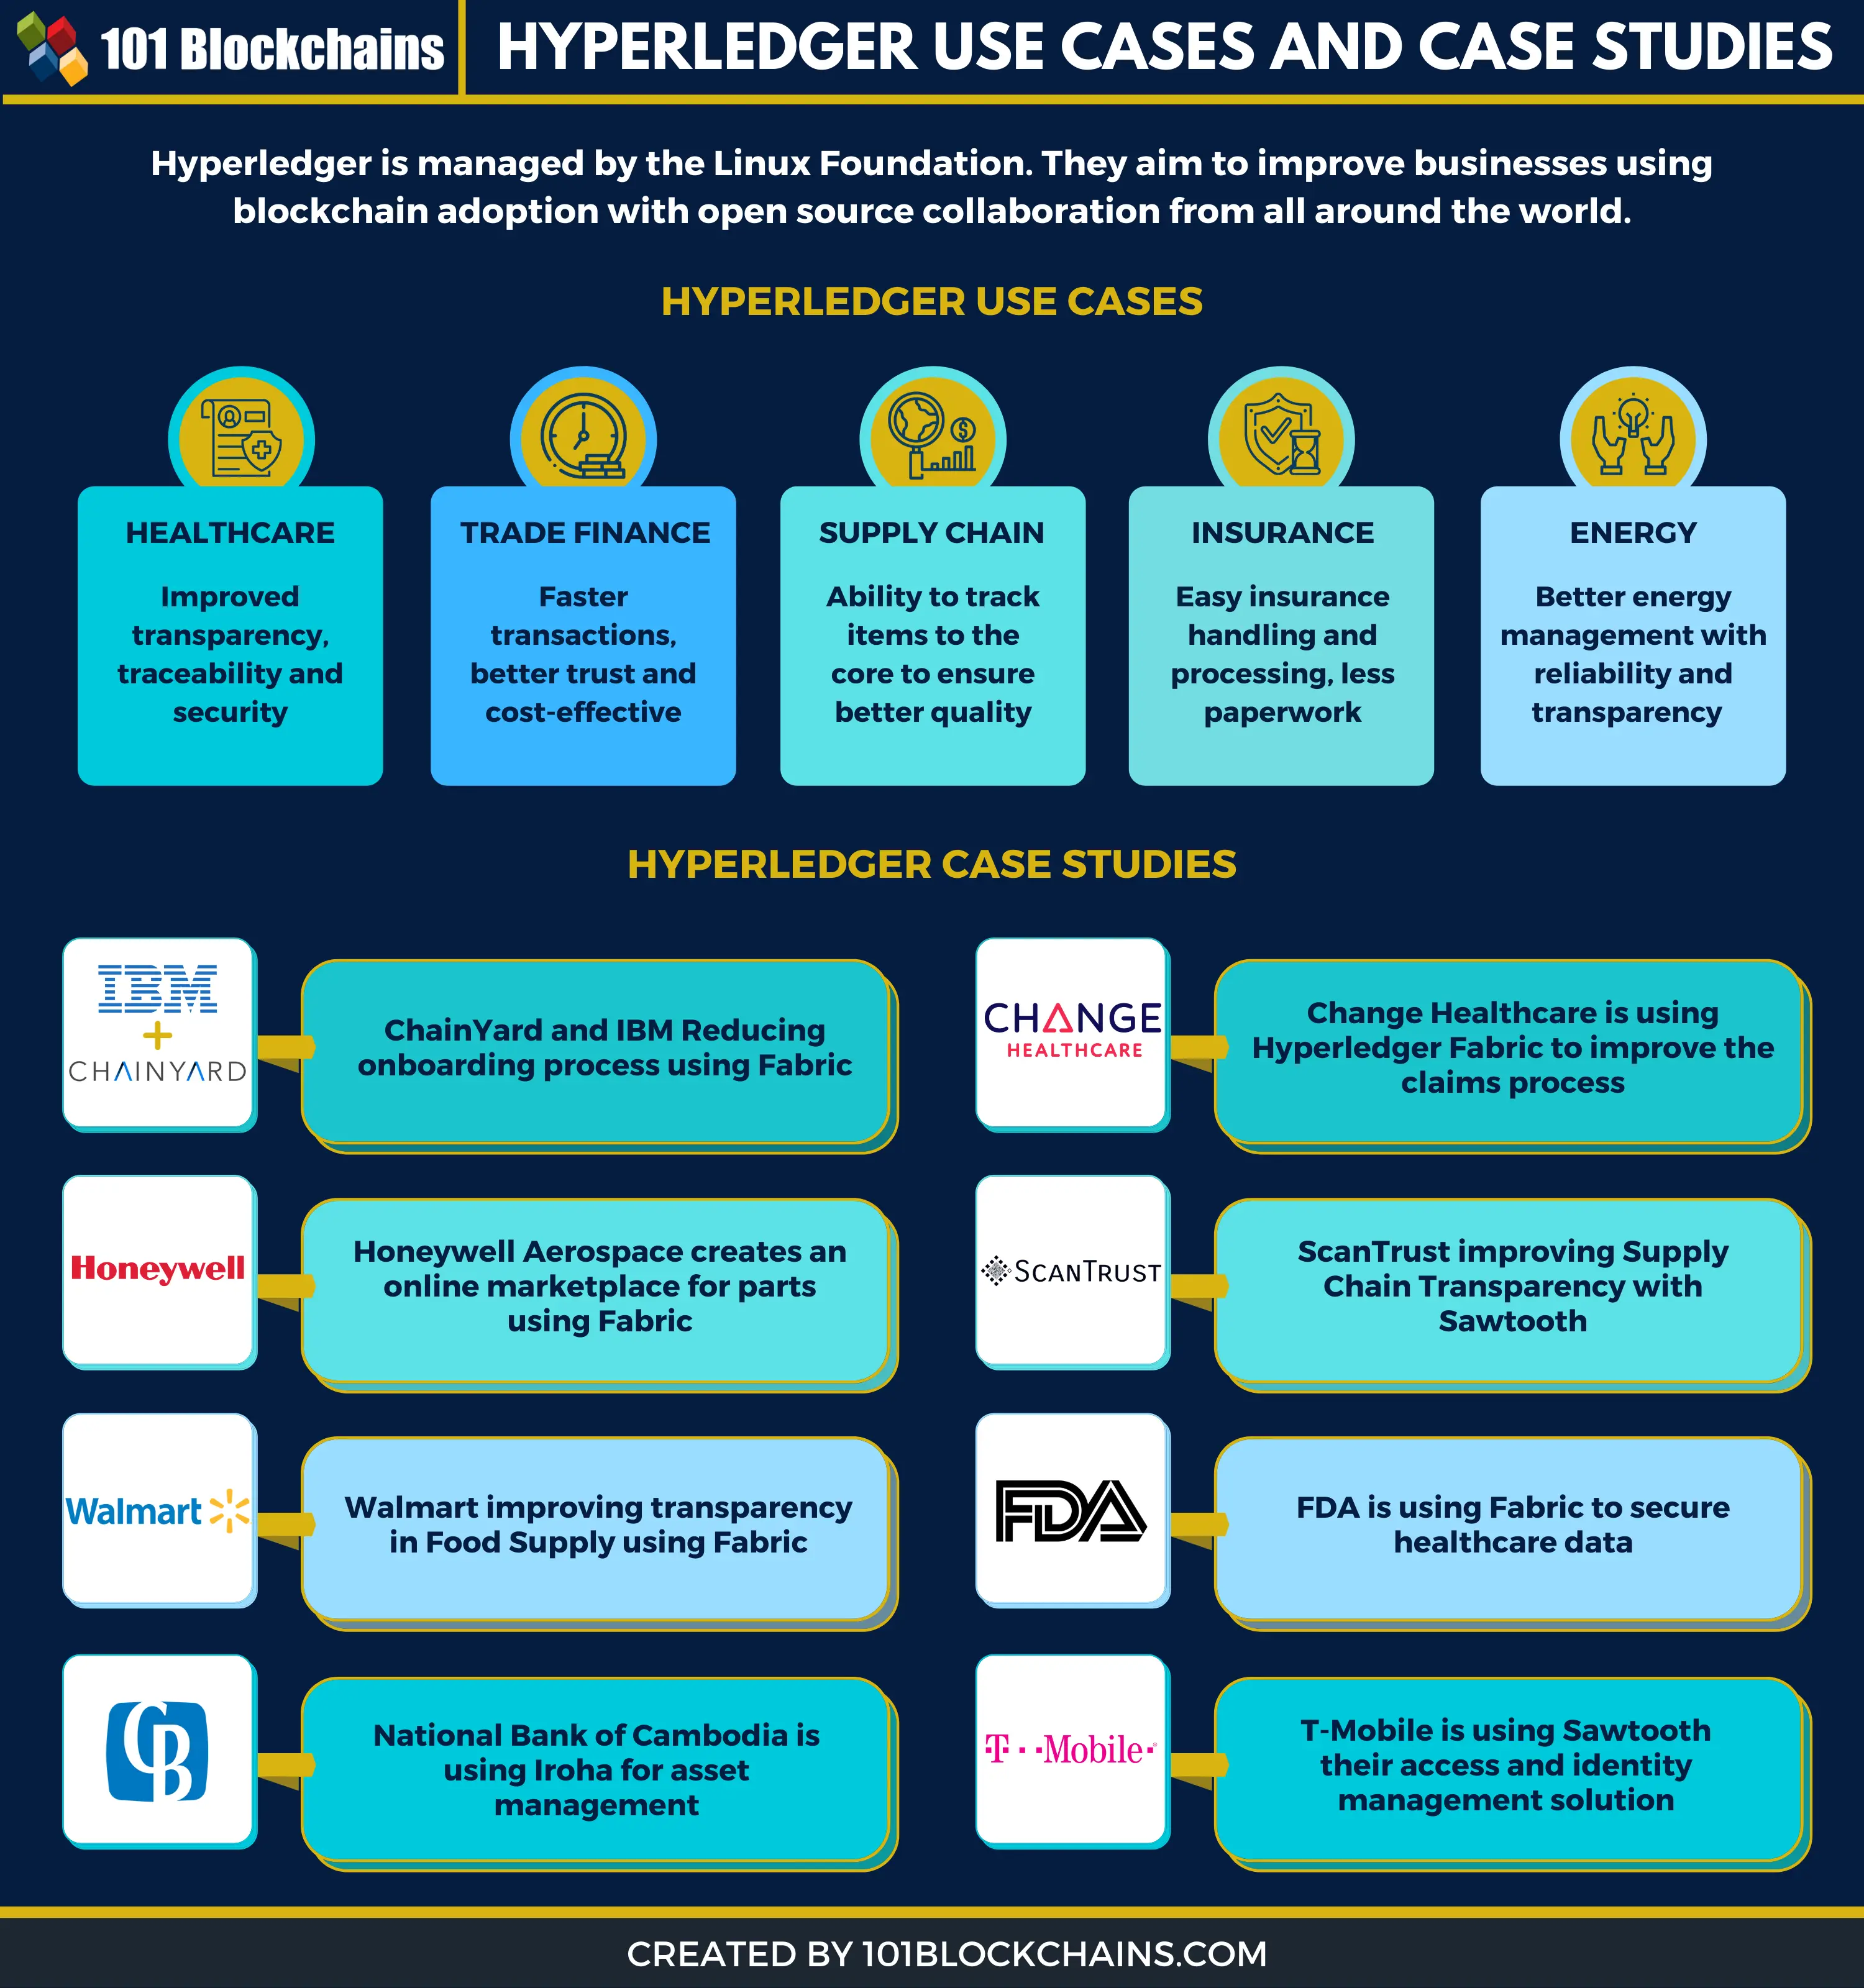 101 Blockchains
HYPERLEDGER USE CASES AND CASE STUDIES
Hyperledger is managed by the Linux Foundation. They aim to improve businesses using
blockchain adoption with open source collaboration from all around the world.
HYPERLEDGER USE CASES
HEALTHCARE
Improved
transparency,
traceability and
security
TRADE FINANCE
Faster
transactions,
better trust and
cost-effective
$
SUPPLY CHAIN
Ability to track
items to the
core to ensure
better quality
INSURANCE
Easy insurance
handling and
processing, less
paperwork
ENERGY
Better energy
management with
reliability and
transparency
HYPERLEDGER CASE STUDIES
IBM
+
CHAINYARD
ChainYard and IBM Reducing
onboarding process using Fabric
CHANGE
HEALTHCARE
Change Healthcare is using
Hyperledger Fabric to improve the
claims process
Honeywell
Honeywell Aerospace creates an
online marketplace for parts
using Fabric
SCANTRUST
ScanTrust improving Supply
Chain Transparency with
Sawtooth
Walmart
Walmart improving transparency
in Food Supply using Fabric
FDA
FDA is using Fabric to secure
healthcare data
CB
National Bank of Cambodia is
using Iroha for asset
management
T··Mobile·
T-Mobile is using Sawtooth
their access and identity
management solution
CREATED BY 101BLOCKCHAINS.COM